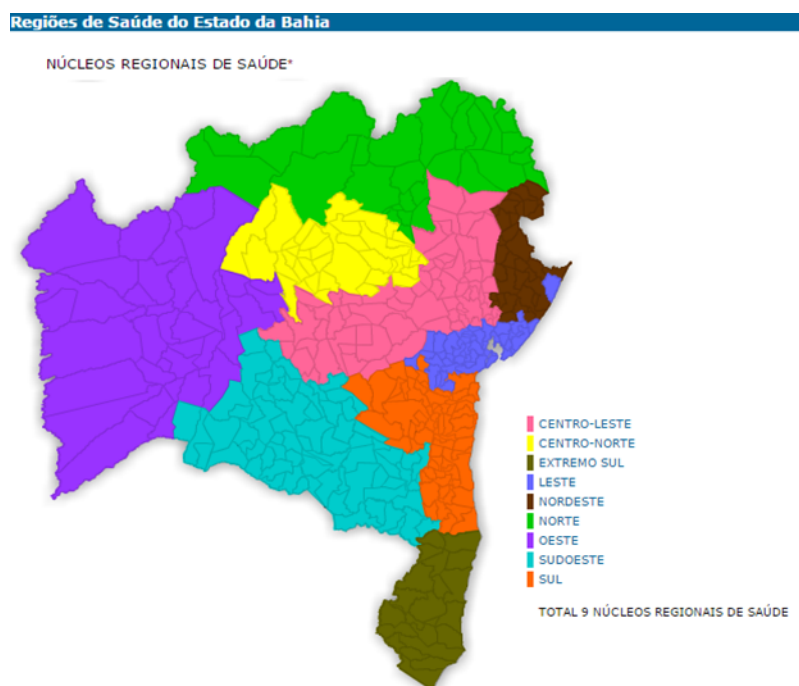 Regiões de Saúde do Estado da Bahia
NÚCLEOS REGIONAIS DE SAÚDE*
CENTRO-LESTE
CENTRO-NORTE
EXTREMO SUL
LESTE
NORDESTE
NORTE
OESTE
SUDOESTE
SUL
TOTAL 9 NÚCLEOS REGIONAIS DE SAÚDE